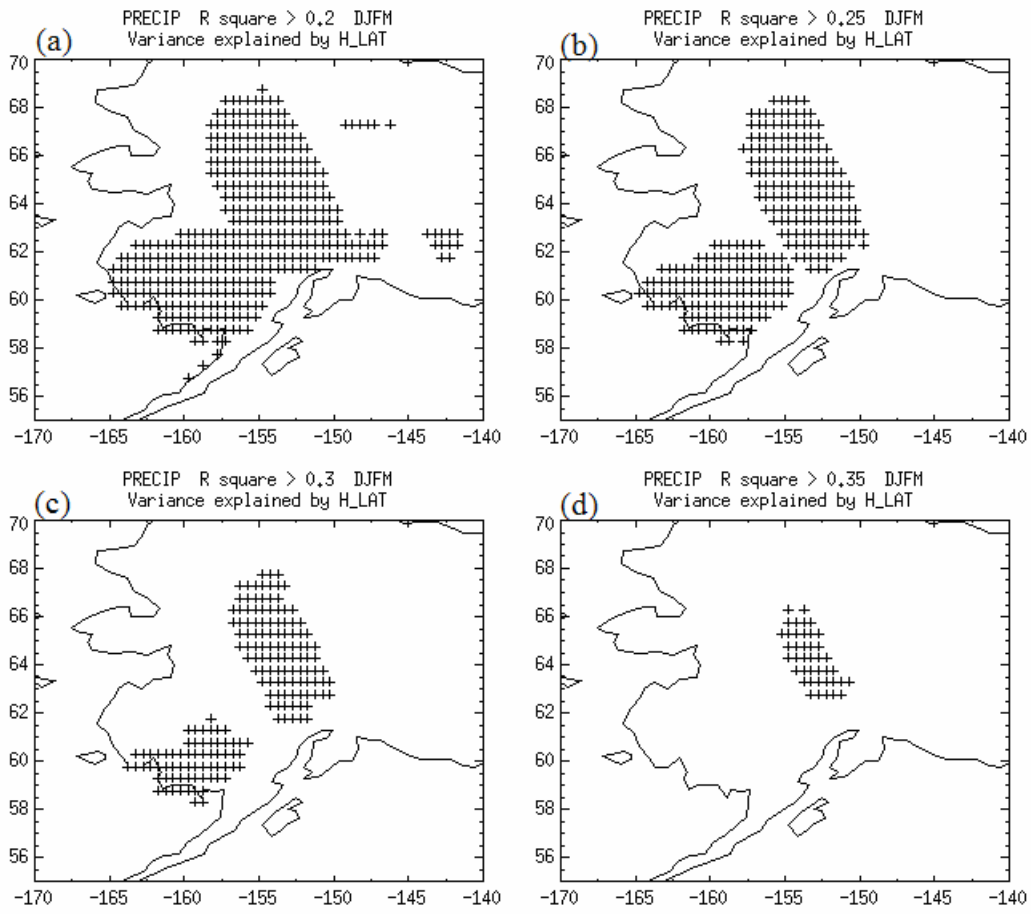 PRECIP R square > 0.2 DJFM
(a) Variance explained by H_LAT
70
68
66
64
62
60
58
56
-170 -165 -160 -155 -150 -145 -140
PRECIP R square > 0.25 DJFM
(b) Variance explained by H_LAT
70
68
66
64
62
60
58
56
-170 -165 -160 -155 -150 -145 -140
PRECIP R square > 0.3 DJFM
(c) Variance explained by H_LAT
70
68
66
64
62
60
58
56
-170 -165 -160 -155 -150 -145 -140
PRECIP R square > 0.35 DJFM
(d) Variance explained by H_LAT
70
68
66
64
62
60
58
56
-170 -165 -160 -155 -150 -145 -140